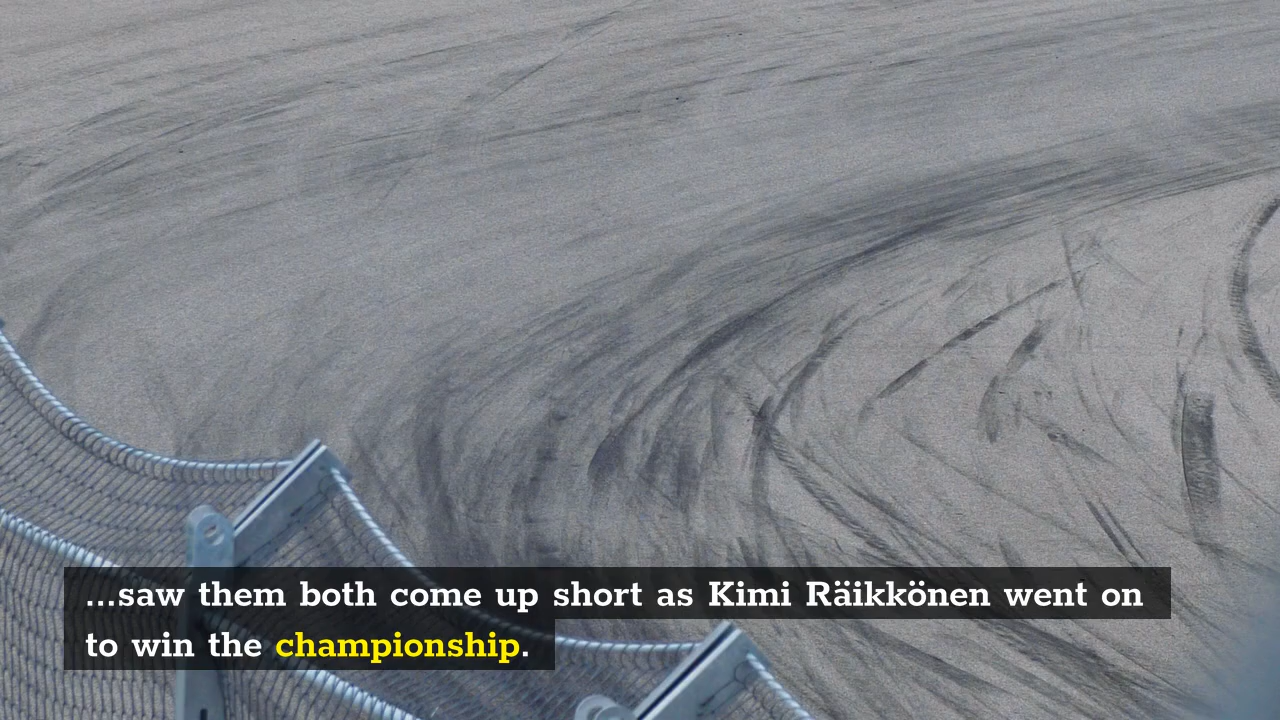 ...saw them both come up short as Kimi Räikkönen went on
to win the championship.